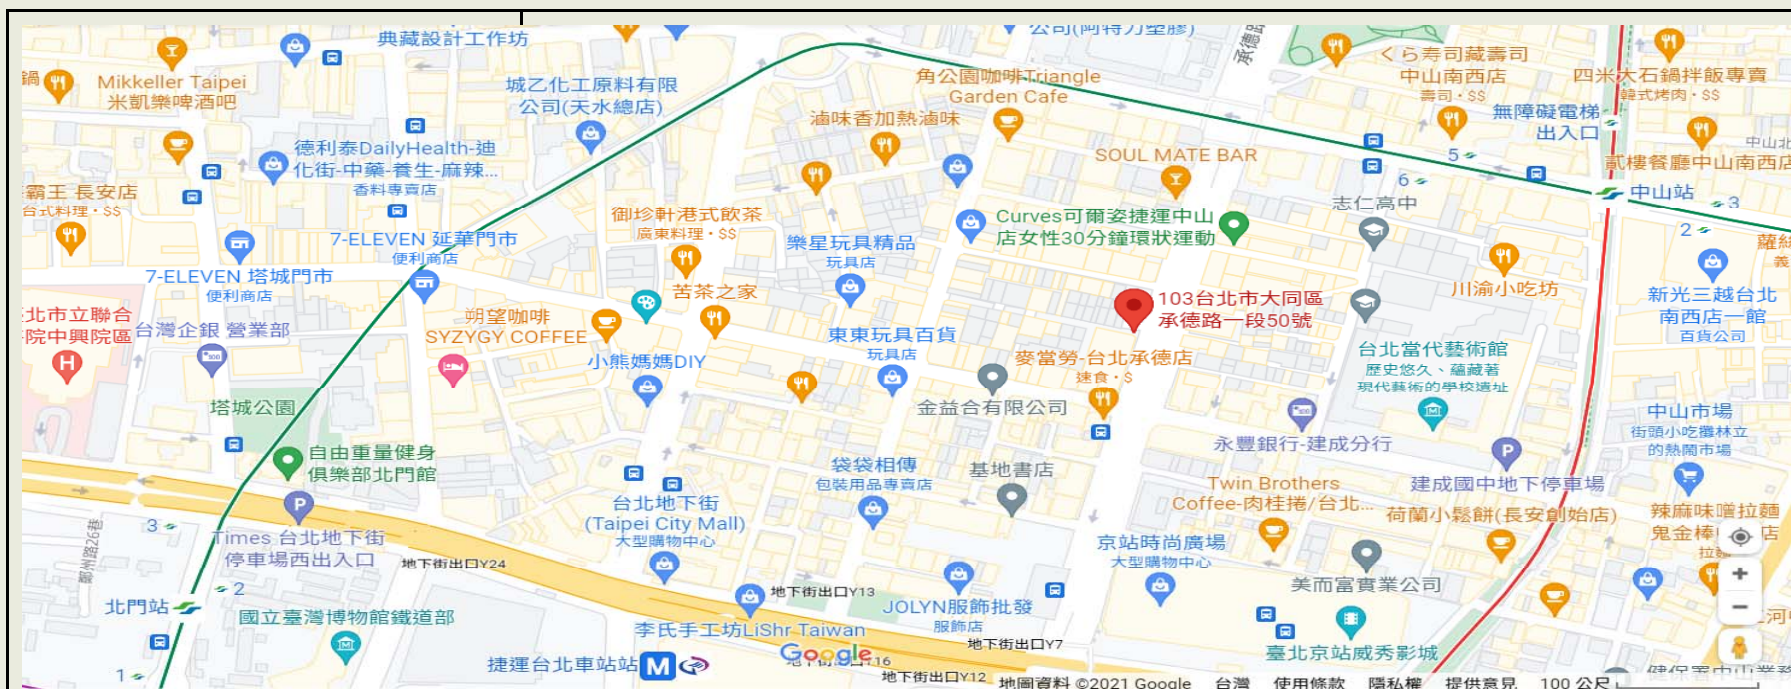 典藏設計工作坊
公司(阿特力塑膠)
承德路
Mikkeller Taipei
米凱樂啤酒吧
鍋
城乙化工原料有限
公司(天水總店)
角公園咖啡Triangle
Garden Cafe
くら寿司藏壽司
中山南西店
壽司・$$
四米大石鍋拌飯專賣
韓式烤肉・$$
滷味香加熱滷味
無障礙電梯
出入口
中山北
德利泰DailyHealth-迪
化街-中藥-養生-麻辣...
香料專賣店
SOUL MATE BAR
5
6
貳樓餐廳中山南西店
霸王 長安店
台式料理・$$
中山站
3
2
志仁高中
御珍軒港式飲茶
廣東料理・$$
Curves可爾姿捷運中山
店女性30分鐘環狀運動
7-ELEVEN 延華門市
便利商店
樂星玩具精品
玩具店
7-ELEVEN 塔城門市
便利商店
苦茶之家
103台北市大同區
承德路一段50號
川渝小吃坊
新光三越台北
南西店一館
百貨公司
北市立聯合
院中興院區
台灣企銀 營業部
朔望咖啡
SYZYGY COFFEE
東東玩具百貨
玩具店
小熊媽媽DIY
麥當勞-台北承德店
速食・$
台北當代藝術館
歷史悠久、蘊藏著
現代藝術的學校遺址
塔城公園
金益合有限公司
永豐銀行-建成分行
中山市場
街頭小吃攤林立
的熱鬧市場
自由重量健身
俱樂部北門館
袋袋相傳
包裝用品專賣店
基地書店
建成國中地下停車場
Twin Brothers
Coffee-肉桂捲/台北...
台北地下街
(Taipei City Mall)
大型購物中心
荷蘭小鬆餅(長安創始店)
辣麻味噌拉麵
鬼金棒
店
拉麵
3
鄭州路26巷
Times 台北地下街
停車場西出入口
地下街出口Y24
京站時尚廣場
大型購物中心
美而富實業公司
2
北門站
地下街出口Y13
JOLYN服飾批發
服飾店
國立臺灣博物館鐵道部
李氏手工坊LiShr Taiwan
地下街出口Y7
臺北京站威秀影城
Google
捷運台北車站站
1
地下街出口Y12
健保署中山業務
地圖資料 ©2021 Google 台灣 使用條款 隱私權 提供意見 100 公尺